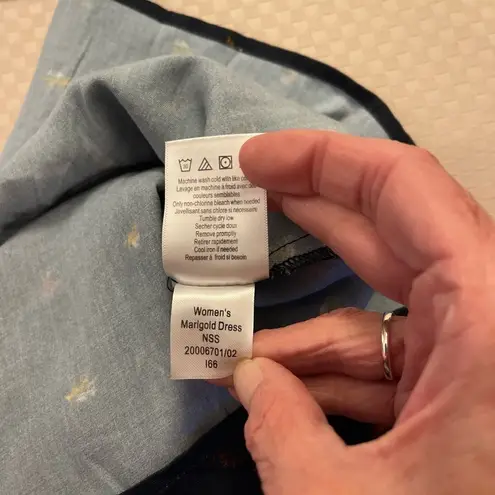 30
Machine wash cold with like
Lavage en machine à froid avec
couleurs semblables
Only non-chlorine bleach when needed
Javellisant sans chlore si nécessaire
Tumble dry low
Secher cycle doux
Remove promptly
Retirer rapidement
Cool iron if needed
Repasser à froid si besoin
Women's
Marigold Dress
NSS
20006701/02
I66